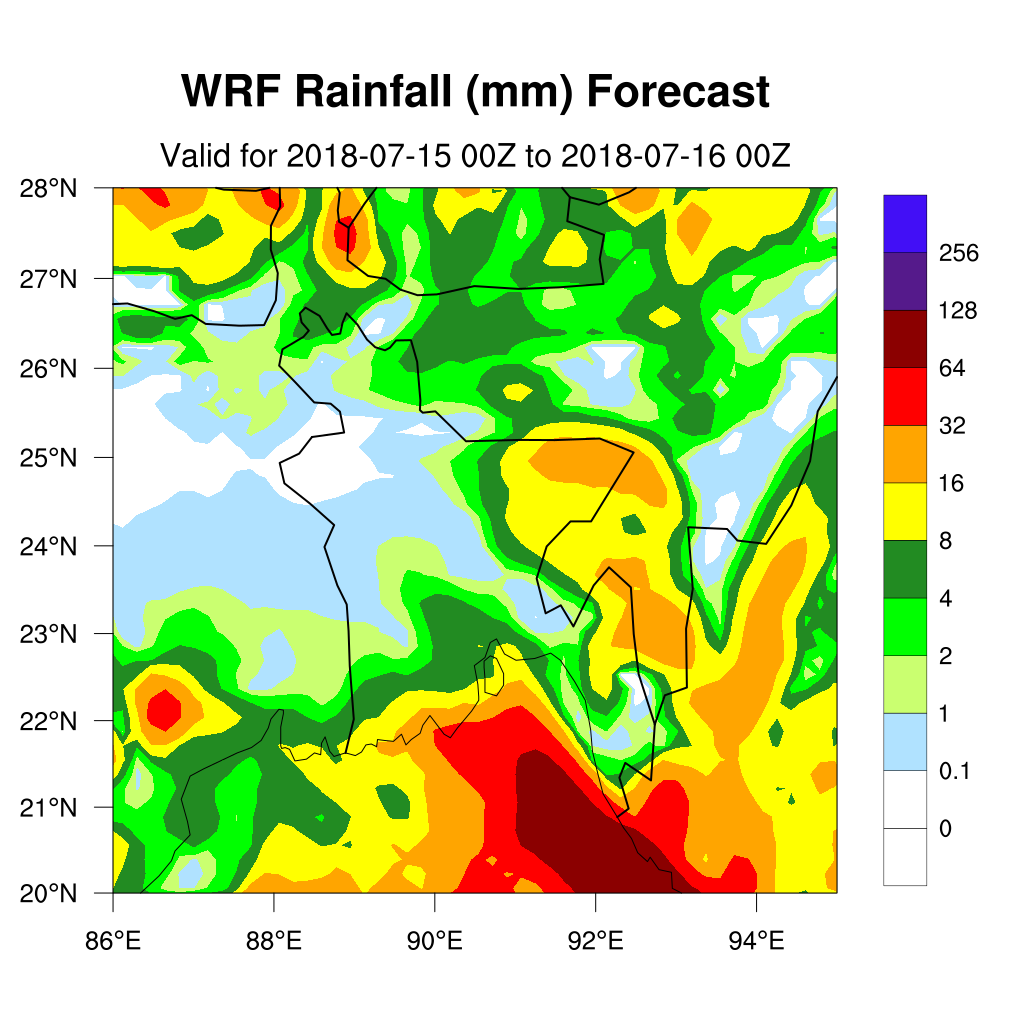 WRF Rainfall (mm) Forecast
Valid for 2018-07-15 00Z to 2018-07-16 00Z
28°N
27°N
26°N
25°N
24°N
23°N
22°N
21°N
20°N
86°E 88°E 90°E 92°E 94°E
256
128
64
32
16
8
4
2
1
0.1
0